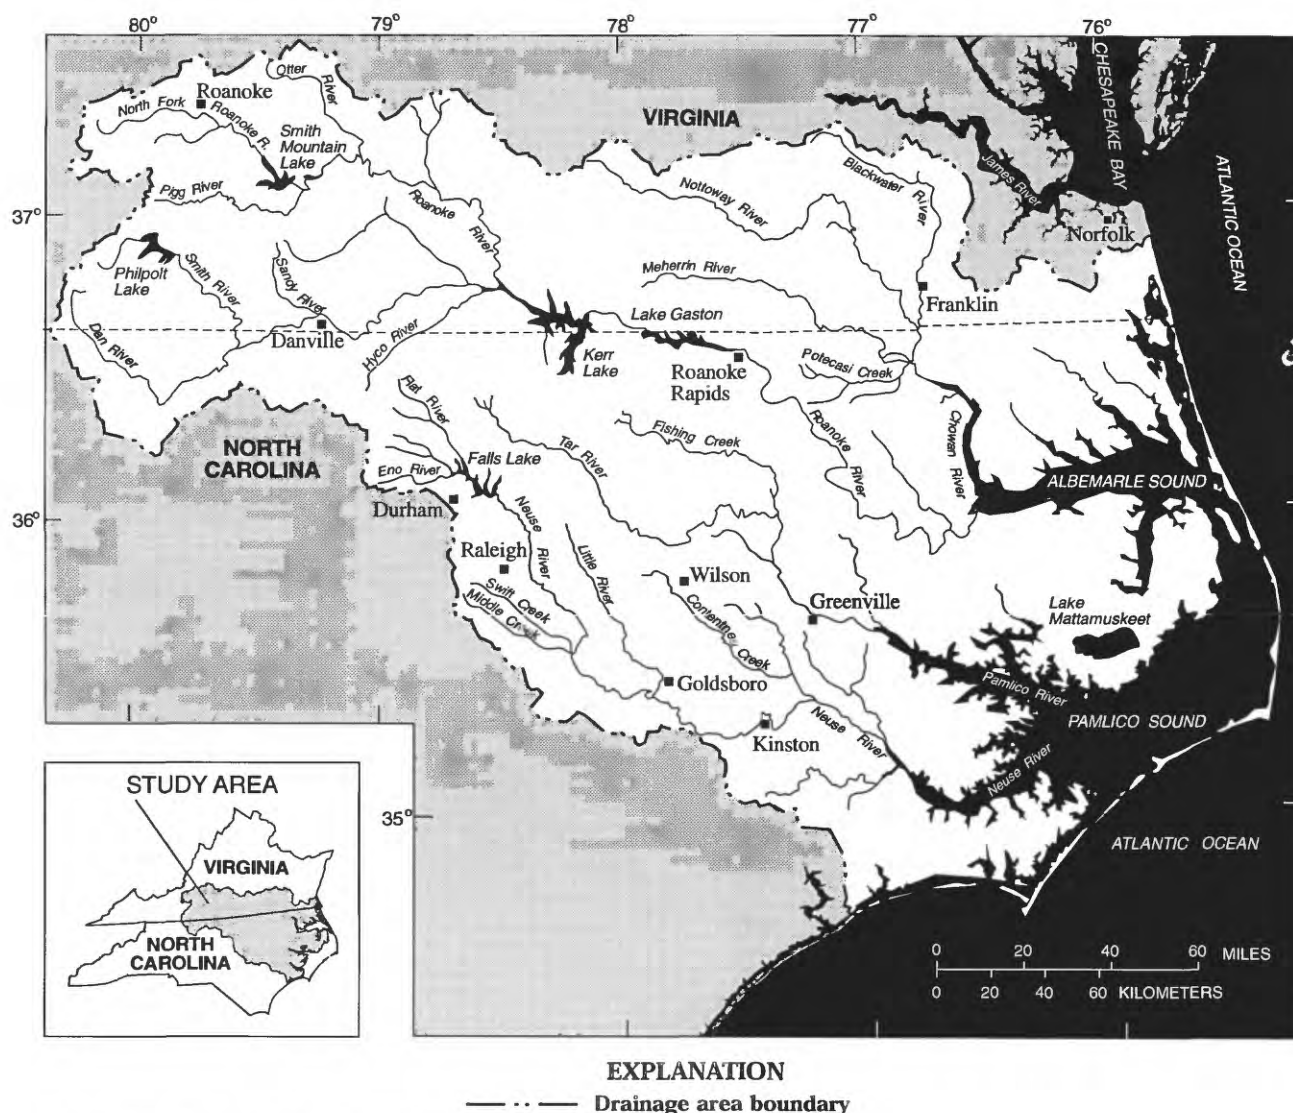 80° 79° 78° 77° 76°
CHESAPEAKE BAY
Otter River
Roanoke
North Fork Roanoke R.
VIRGINIA
Smith
Mountain
Lake
James River
ATLANTIC OCEAN
Blackwater River
Pigg River
Nottoway River
Roanoke River
37°
Norfolk
Philpolt
Lake
Smith River
Sandy River
Meherrin River
Franklin
Dan River
Danville
Hyco River
Lake Gaston
Kerr
Lake
Roanoke
Rapids
Potecasi Creek
Flat River
Roanoke River
Chowan River
NORTH
CAROLINA
Fishing Creek
Tar River
Falls Lake
Eno River
ALBEMARLE SOUND
Durham
Neuse River
36°
Raleigh
Little River
Wilson
Swift Creek
Middle Creek
Contentnea Creek
Greenville
Lake
Mattamuskeet
Goldsboro
Pamlico River
Kinston
Neuse River
PAMLICO SOUND
Neuse River
STUDY AREA
35°
ATLANTIC OCEAN
VIRGINIA
NORTH
CAROLINA
0 20 40 60 MILES
0 20 40 60 KILOMETERS
EXPLANATION
Drainage area boundary